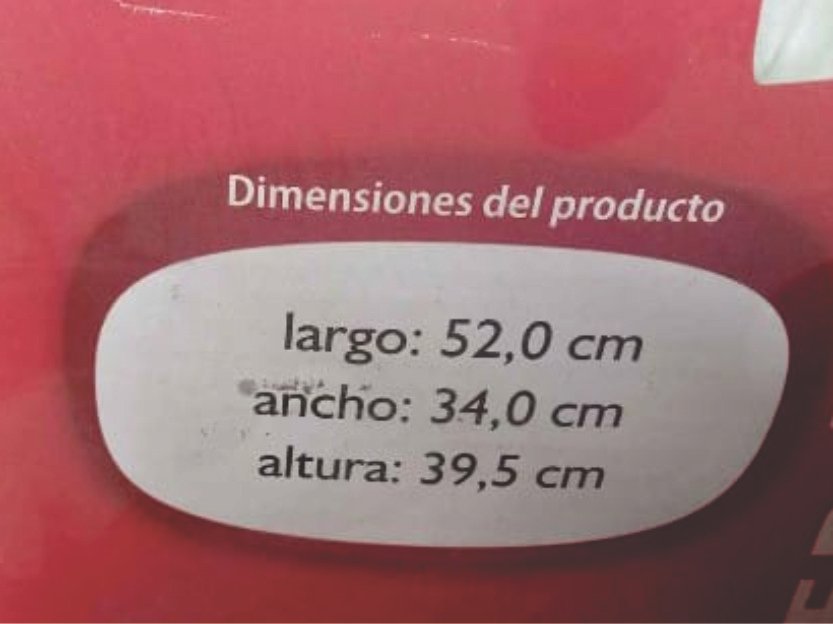 Dimensiones del producto
largo: 52,0 cm
ancho: 34,0 cm
altura: 39,5 cm